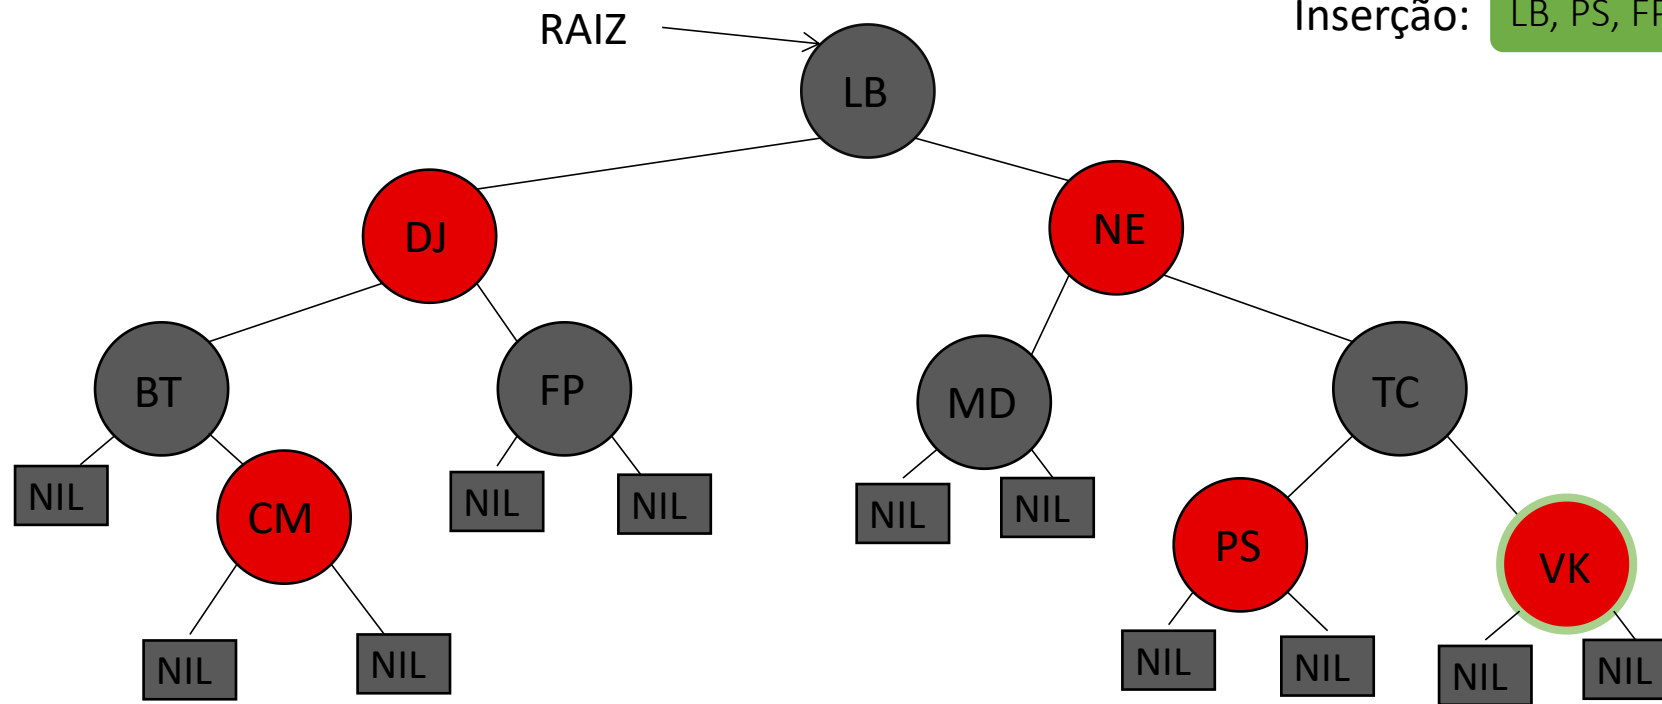 RAIZ
Inserção: LB, PS, FP
LB
DJ
NE
BT
FP
MD
TC
NIL
CM
NIL
NIL
NIL
NIL
PS
VK
NIL
NIL
NIL
NIL
NIL
NIL